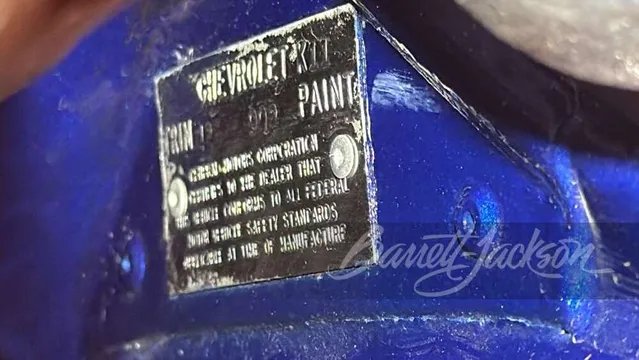 CHEVROLET
TRIM PAINT
GENERAL MOTORS CORPORATION
CERTIFIES TO THE DEALER THAT
THIS VEHICLE CONFORMS TO ALL FEDERAL
MOTOR VEHICLE SAFETY STANDARDS
APPLICABLE AT TIME OF MANUFACTURE
Barrett-Jackson